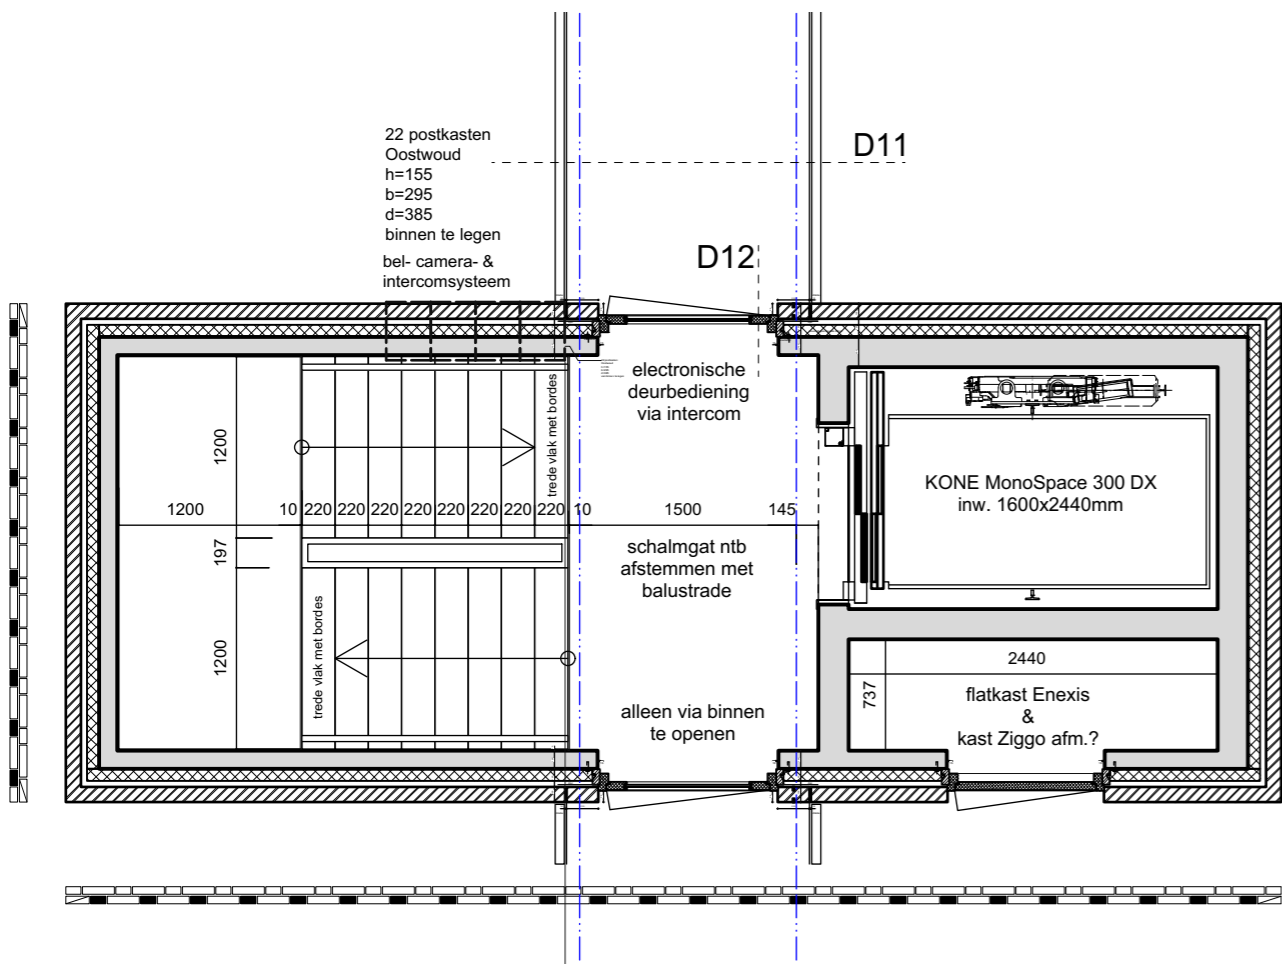 22 postkasten
Oostwoud
h=155
b=295
d=385
binnen te leggen
bel- camera- &
intercomsysteem
D11
D12
electronische
deurbediening
via intercom
trede vlak met bordes
1200
KONE MonoSpace 300 DX
inw. 1600x2440mm
1200 10 220 220 220 220 220 220 220 220 10 1500 145
197
schalmgat ntb
afstemmen met
balustrade
trede vlak met bordes
1200
2440
737
flatkast Enexis
&
kast Ziggo afm.?
alleen via binnen
te openen